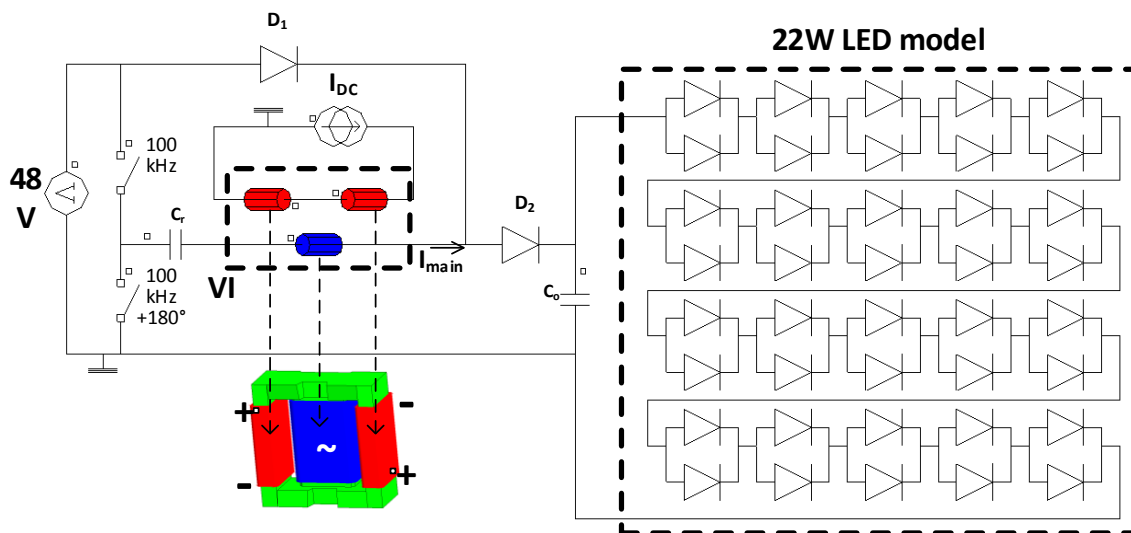 D1
22W LED model
IDC
100
kHz
48
V
Cr
D2
Imain
100
kHz
+180°
VI
Co
+
-
~
-
+